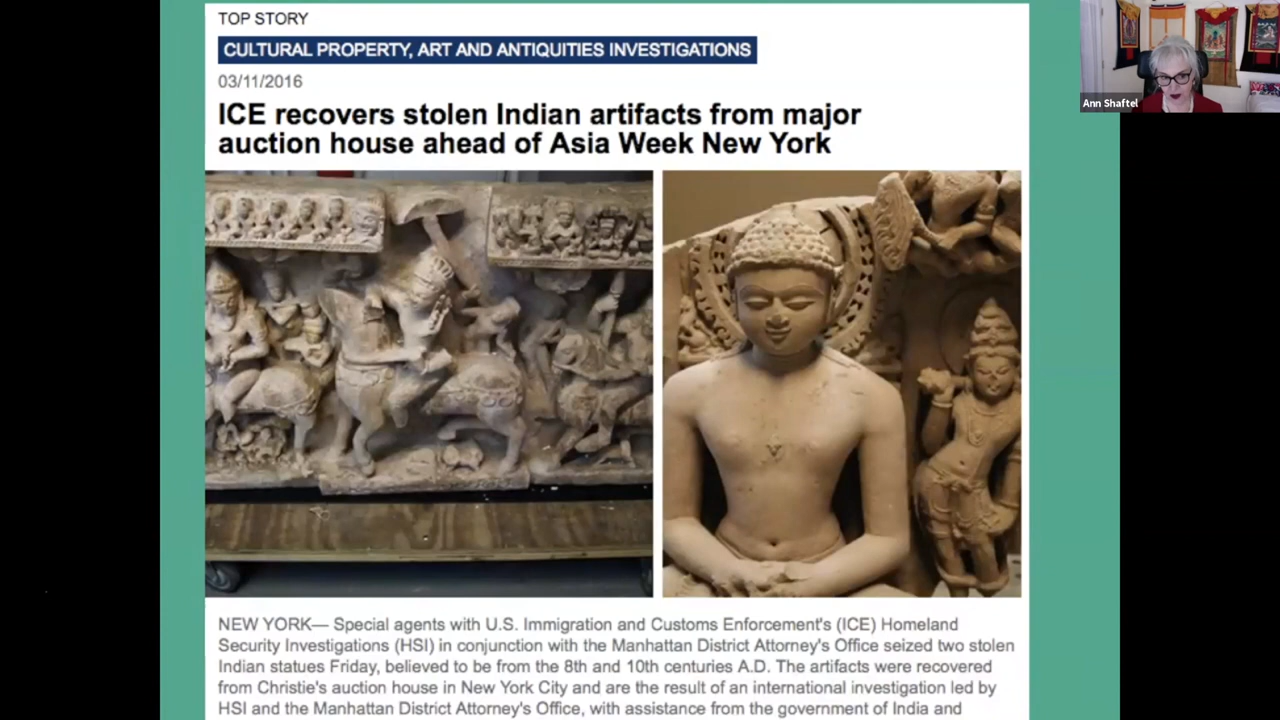 TOP STORY
CULTURAL PROPERTY, ART AND ANTIQUITIES INVESTIGATIONS
03/11/2016
ICE recovers stolen Indian artifacts from major
auction house ahead of Asia Week New York
Ann Shaftel
NEW YORK— Special agents with U.S. Immigration and Customs Enforcement's (ICE) Homeland
Security Investigations (HSI) in conjunction with the Manhattan District Attorney's Office seized two stolen
Indian statues Friday, believed to be from the 8th and 10th centuries A.D. The artifacts were recovered
from Christie's auction house in New York City and are the result of an international investigation led by
HSI and the Manhattan District Attorney's Office, with assistance from the government of India and